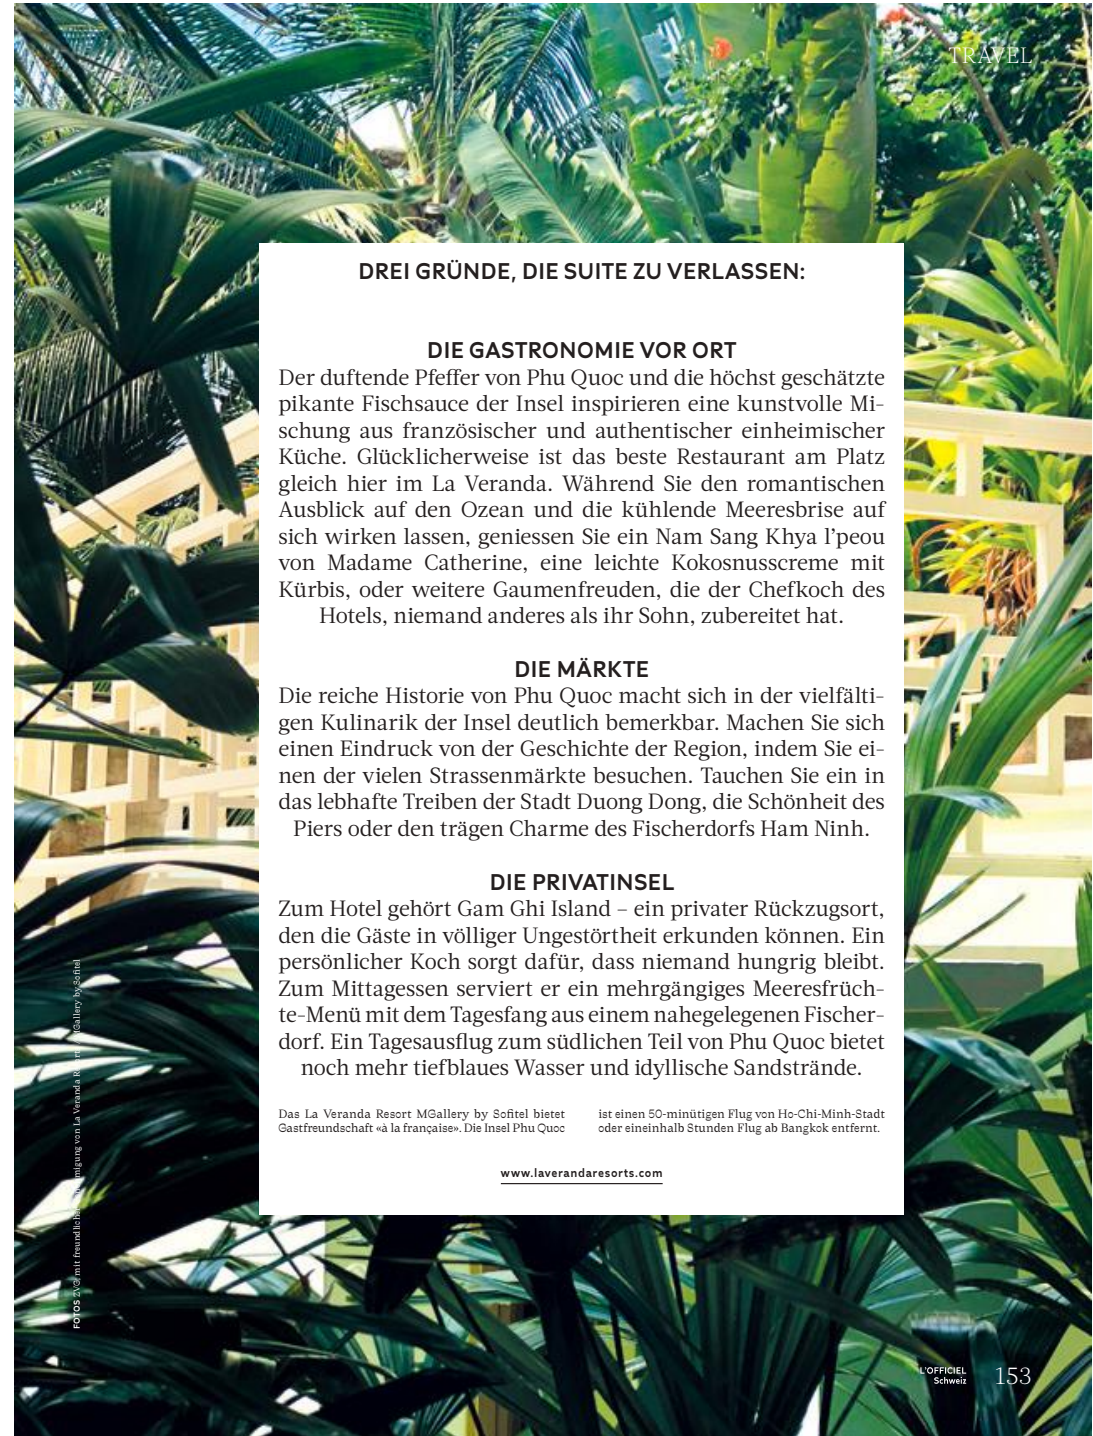 TRAVEL
DREI GRÜNDE, DIE SUITE ZU VERLASSEN:
DIE GASTRONOMIE VOR ORT
Der duftende Pfeffer von Phu Quoc und die höchst geschätzte
pikante Fischsauce der Insel inspirieren eine kunstvolle Mi-
schung aus französischer und authentischer einheimischer
Küche. Glücklicherweise ist das beste Restaurant am Platz
gleich hier im La Veranda. Während Sie den romantischen
Ausblick auf den Ozean und die kühlende Meeresbrise auf
sich wirken lassen, geniessen Sie ein Nam Sang Khya l’peou
von Madame Catherine, eine leichte Kokosnusscreme mit
Kürbis, oder weitere Gaumenfreuden, die der Chefkoch des
Hotels, niemand anderes als ihr Sohn, zubereitet hat.
DIE MÄRKTE
Die reiche Historie von Phu Quoc macht sich in der vielfälti-
gen Kulinarik der Insel deutlich bemerkbar. Machen Sie sich
einen Eindruck von der Geschichte der Region, indem Sie ei-
nen der vielen Strassenmärkte besuchen. Tauchen Sie ein in
das lebhafte Treiben der Stadt Duong Dong, die Schönheit des
Piers oder den trägen Charme des Fischerdorfs Ham Ninh.
DIE PRIVATINSEL
Zum Hotel gehört Gam Ghi Island – ein privater Rückzugsort,
den die Gäste in völliger Ungestörtheit erkunden können. Ein
persönlicher Koch sorgt dafür, dass niemand hungrig bleibt.
Zum Mittagessen serviert er ein mehrgängiges Meeresfrüch-
te-Menü mit dem Tagesfang aus einem nahegelegenen Fischer-
dorf. Ein Tagesausflug zum südlichen Teil von Phu Quoc bietet
noch mehr tiefblaues Wasser und idyllische Sandstrände.
Das La Veranda Resort MGallery by Sofitel bietet
Gastfreundschaft «à la française». Die Insel Phu Quoc
ist einen 50-minütigen Flug von Ho-Chi-Minh-Stadt
oder eineinhalb Stunden Flug ab Bangkok entfernt.
www.laverandaresorts.com
FOTOS ZVG, mit freundlicher von La Veranda MGallery by Sofitel
L'OFFICIEL
Schweiz
153